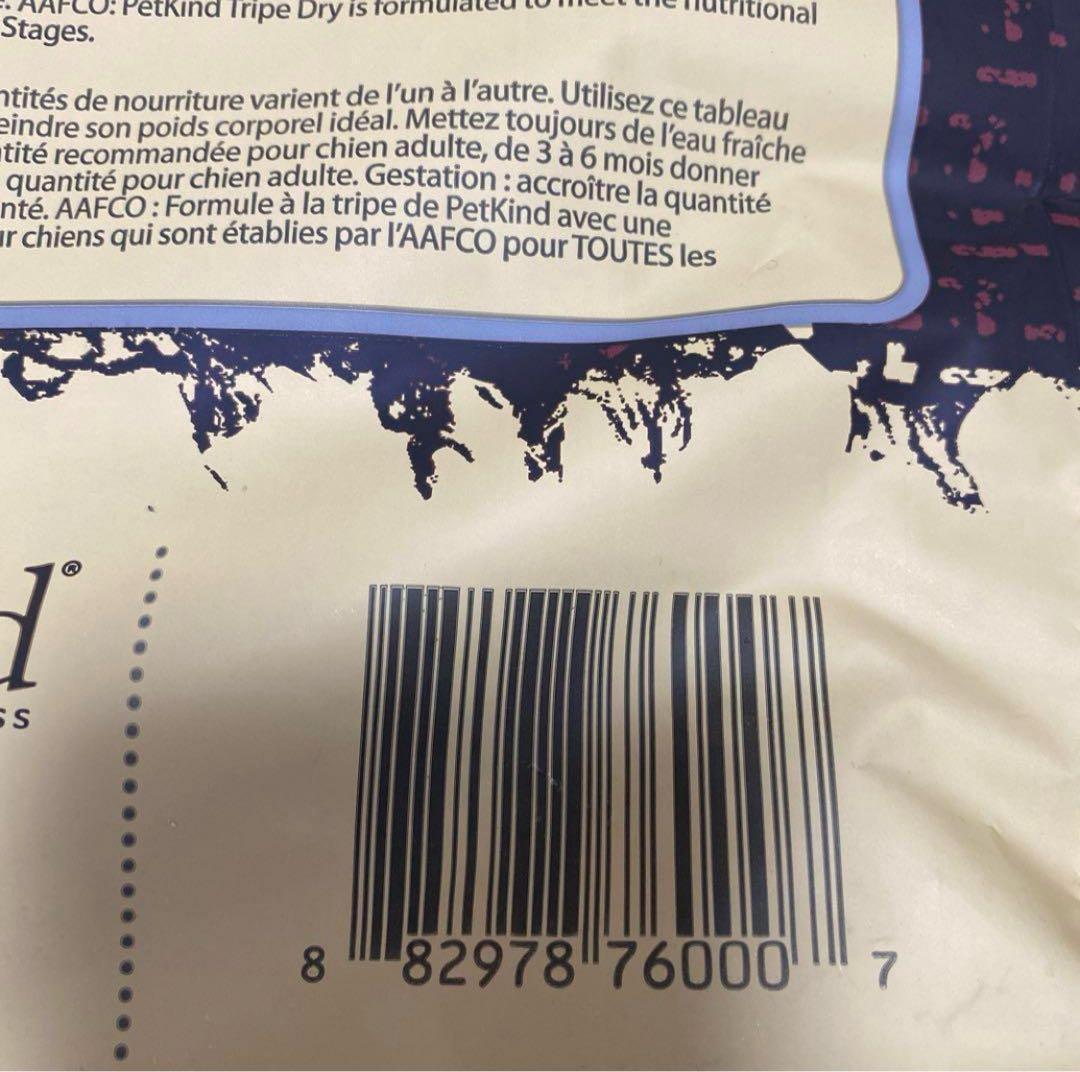 AAFCO: PetKind Tripe Dry is formulated to meet the nutritional
Stages.
ntités de nourriture varient de l'un à l'autre. Utilisez ce tableau
eindre son poids corporel idéal. Mettez toujours de l'eau fraîche
tité recommandée pour chien adulte, de 3 à 6 mois donner
quantité pour chien adulte. Gestation : accroître la quantité
nté. AAFCO : Formule à la tripe de PetKind avec une
ur chiens qui sont établies par l'AAFCO pour TOUTES les
d®
ss
8 82978 76000 7